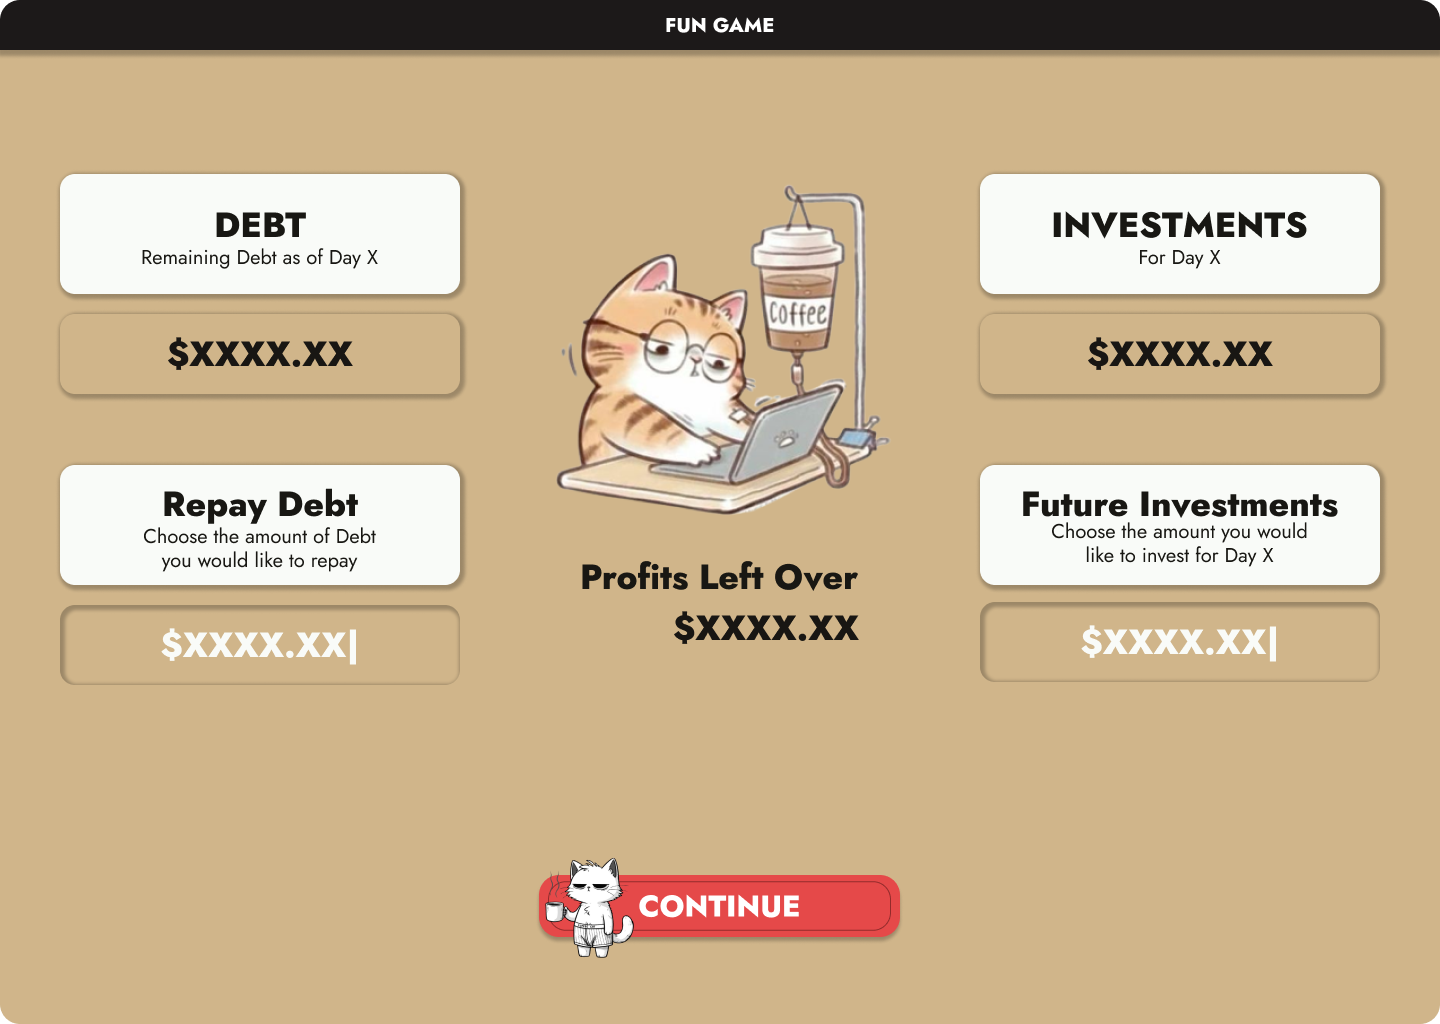 FUN GAME
DEBT
Remaining Debt as of Day X
$XXXX.XX
Repay Debt
Choose the amount of Debt
you would like to repay
$XXXX.XX|
Coffee
Profits Left Over
$XXXX.XX
INVESTMENTS
For Day X
$XXXX.XX
Future Investments
Choose the amount you would
like to invest for Day X
$XXXX.XX|
CONTINUE